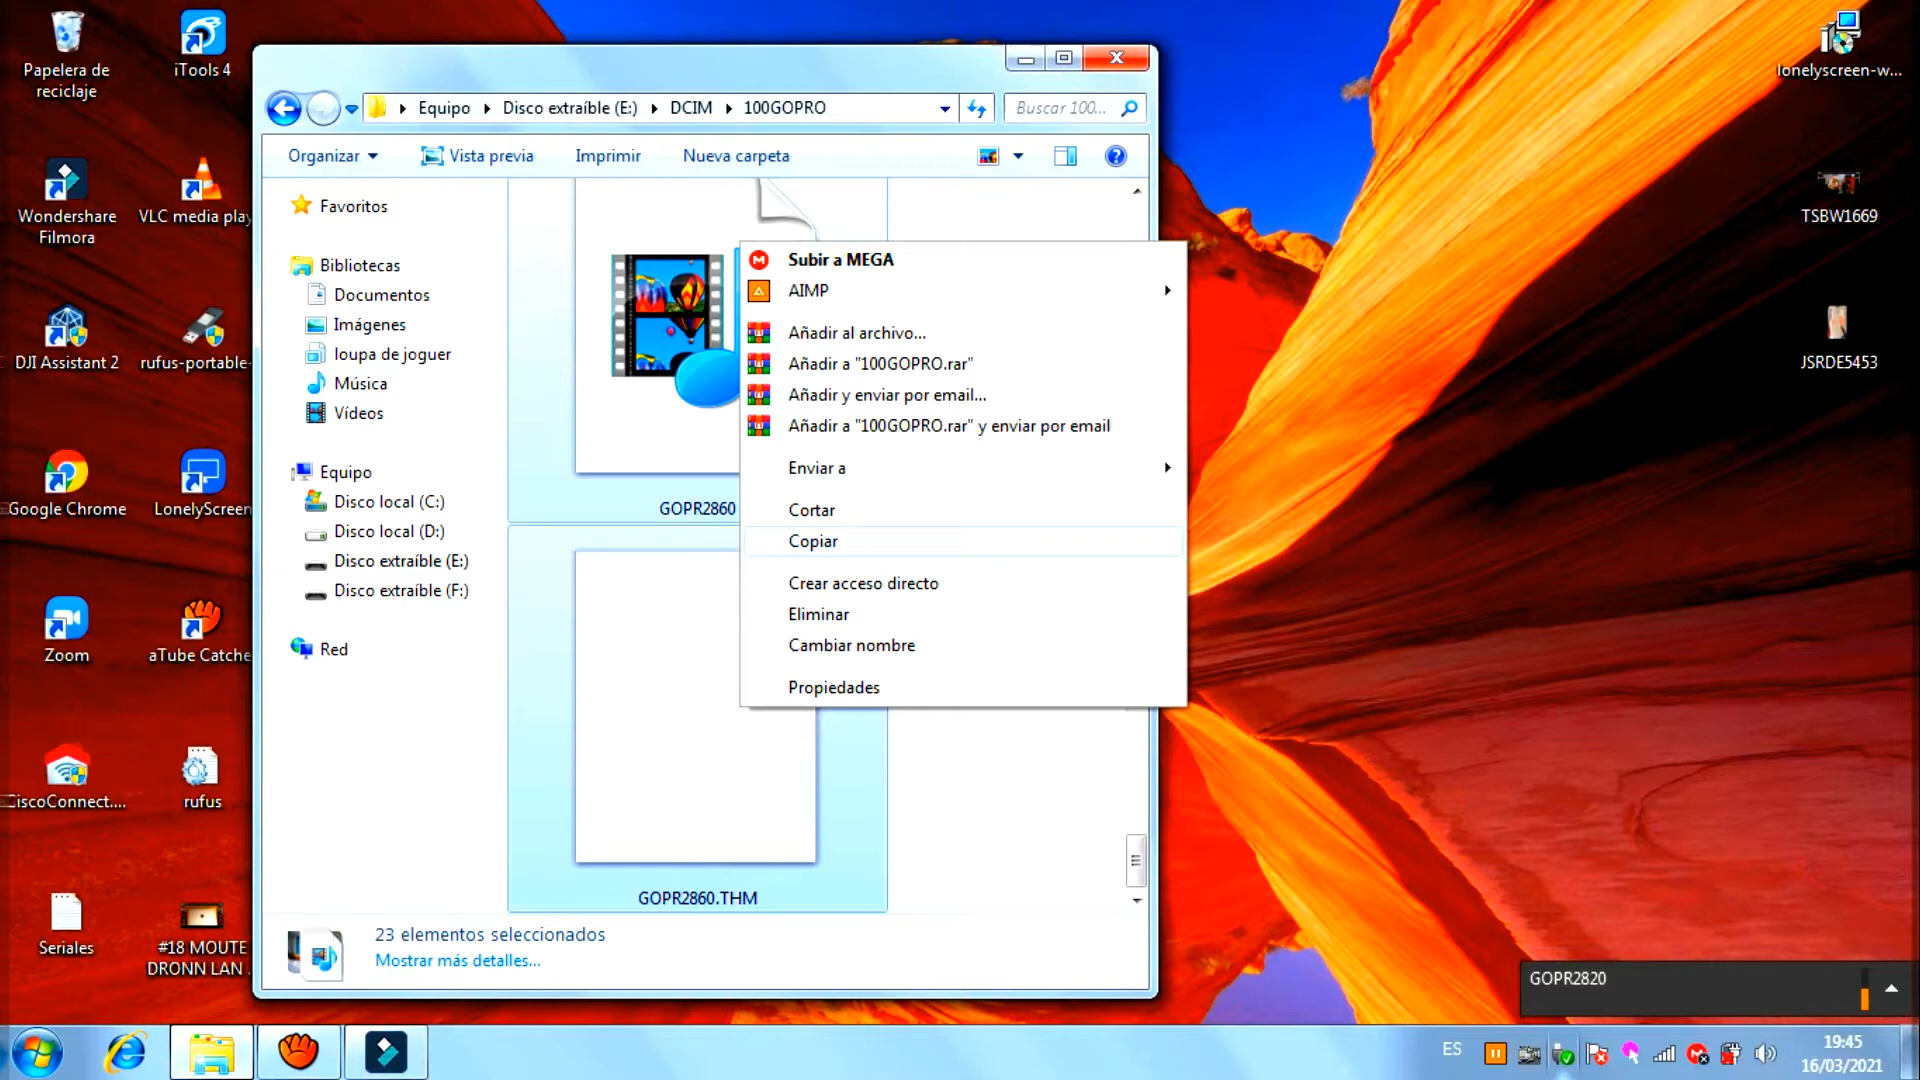 Papelera de
reciclaje
iTools 4
Wondershare
Filmora
VLC media play
DJI Assistant 2
rufus-portable-
Google Chrome
LonelyScreen
Zoom
aTube Catche
CiscoConnect....
rufus
Seriales
#18 MOUTE
DRONN LAN .
Equipo
Disco extraíble (E:)
DCIM
100GOPRO
Buscar 100...
Organizar
Vista previa
Imprimir
Nueva carpeta
Favoritos
Bibliotecas
Documentos
Imágenes
loupa de joguer
Música
Vídeos
Equipo
Disco local (C:)
Disco local (D:)
Disco extraíble (E:)
Disco extraíble (F:)
Red
GOPR2860
GOPR2860.THM
Subir a MEGA
AIMP
Añadir al archivo...
Añadir a "100GOPRO.rar"
Añadir y enviar por email...
Añadir a "100GOPRO.rar" y enviar por email
Enviar a
Cortar
Copiar
Crear acceso directo
Eliminar
Cambiar nombre
Propiedades
23 elementos seleccionados
Mostrar más detalles...
lonelyscreen-w...
TSBW1669
JSRDE5453
GOPR2820
ES
19:45
16/03/2021